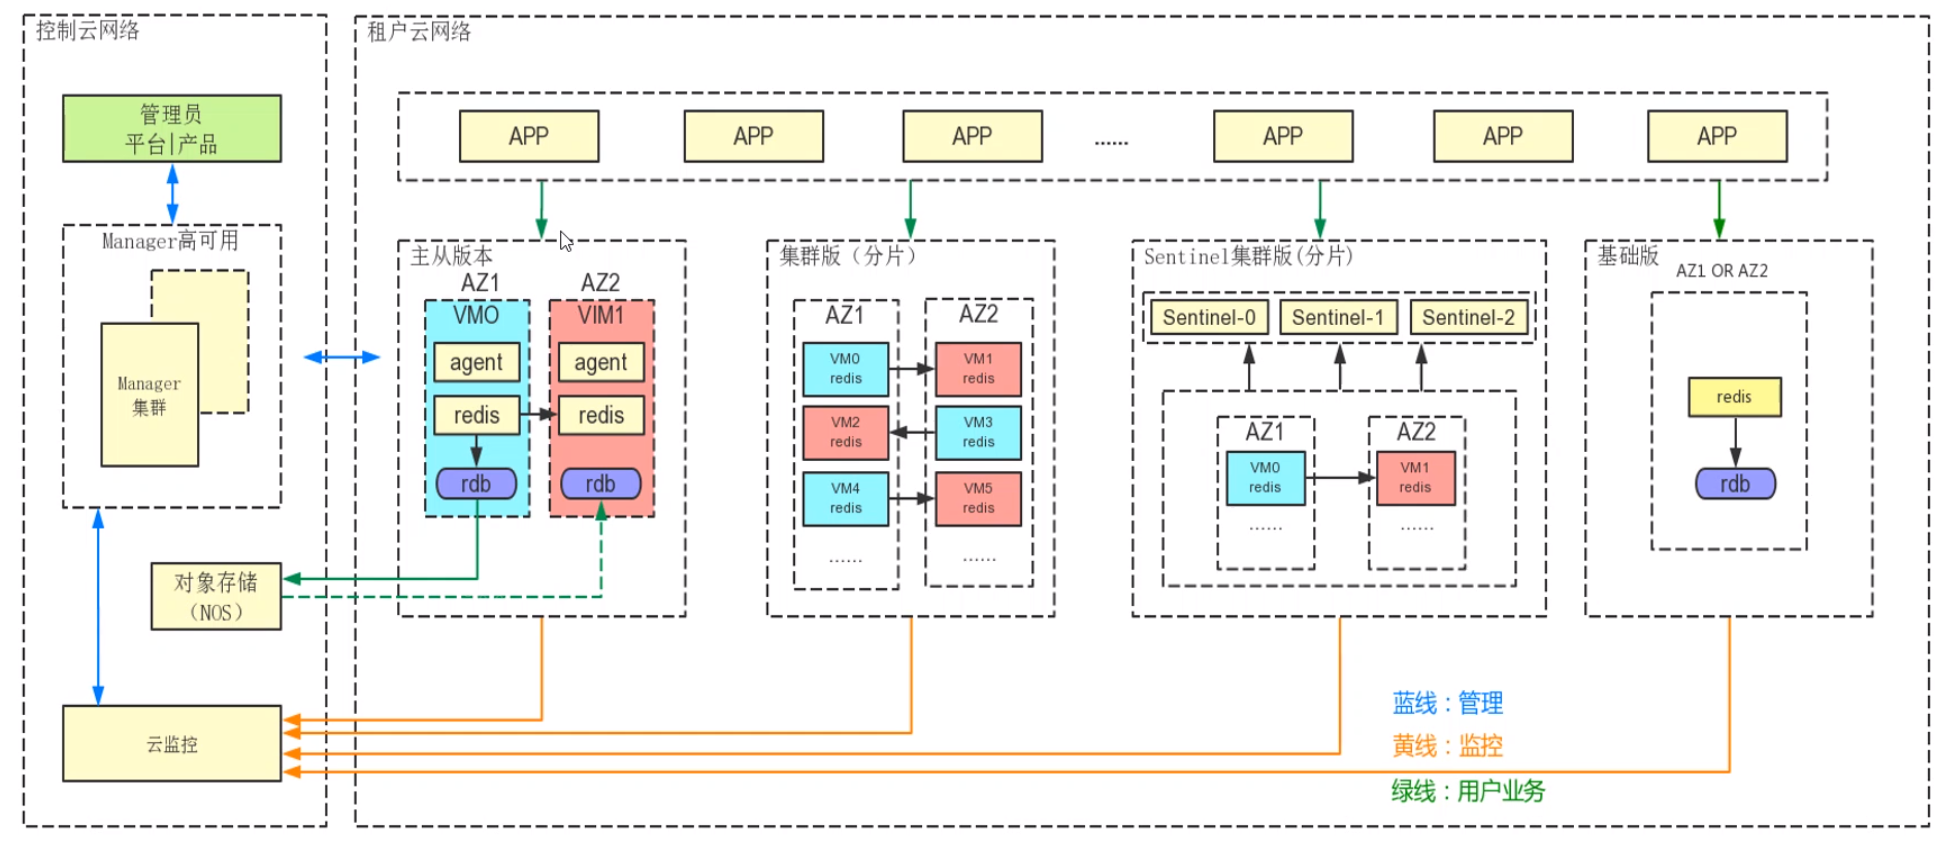 控制云网络
管理员
平台|产品
Manager高可用
Manager
集群
对象存储
（NOS）
云监控
租户云网络
APP
APP
APP
......
APP
APP
APP
主从版本
AZ1
AZ2
VM0
VIM1
agent
agent
redis
redis
rdb
rdb
集群版（分片）
AZ1
AZ2
VM0
redis
VM1
redis
VM2
redis
VM3
redis
VM4
redis
VM5
redis
......
......
Sentinel集群版(分片)
Sentinel-0
Sentinel-1
Sentinel-2
AZ1
AZ2
VM0
redis
VM1
redis
......
......
基础版
AZ1 OR AZ2
redis
rdb
蓝线：管理
黄线：监控
绿线：用户业务